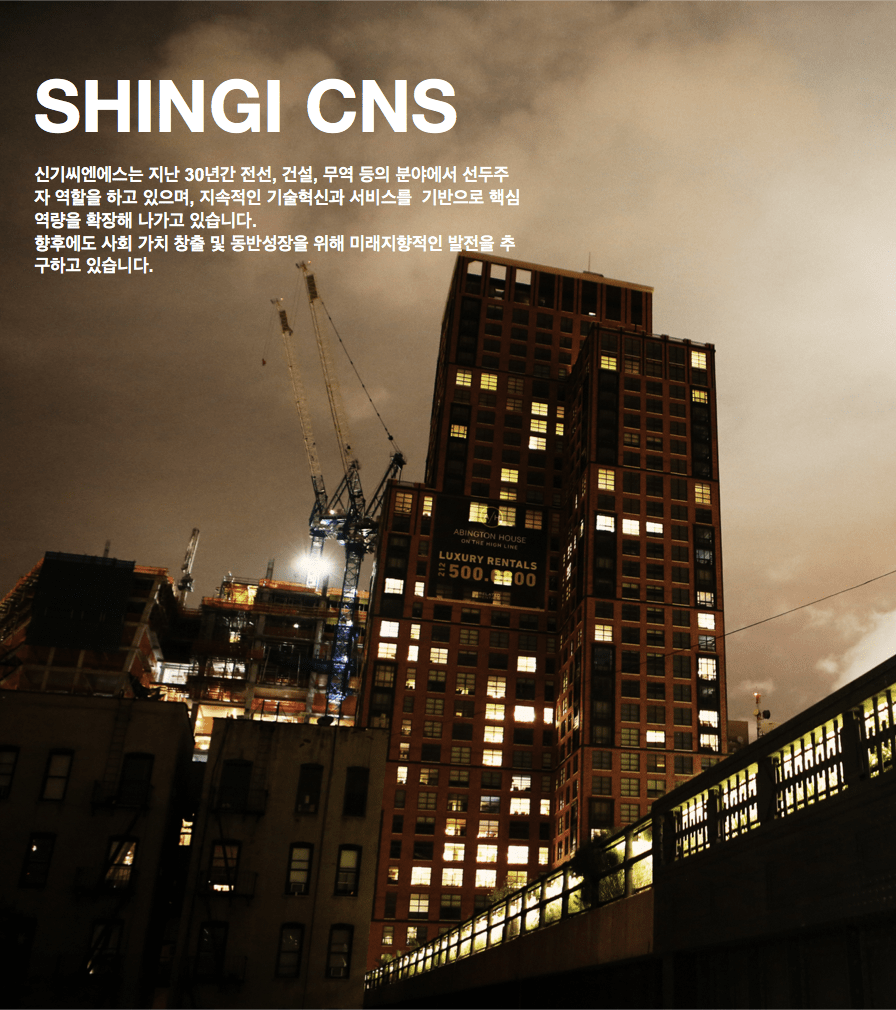 SHINGI CNS
신기씨엔에스는 지난 30년간 전선, 건설, 무역 등의 분야에서 선두주
자 역할을 하고 있으며, 지속적인 기술혁신과 서비스를 기반으로 핵심
역량을 확장해 나가고 있습니다.
향후에도 사회 가치 창출 및 동반성장을 위해 미래지향적인 발전을 추
구하고 있습니다.
ABINGTON HOUSE
ON THE HIGH LINE
LUXURY RENTALS
212 500.